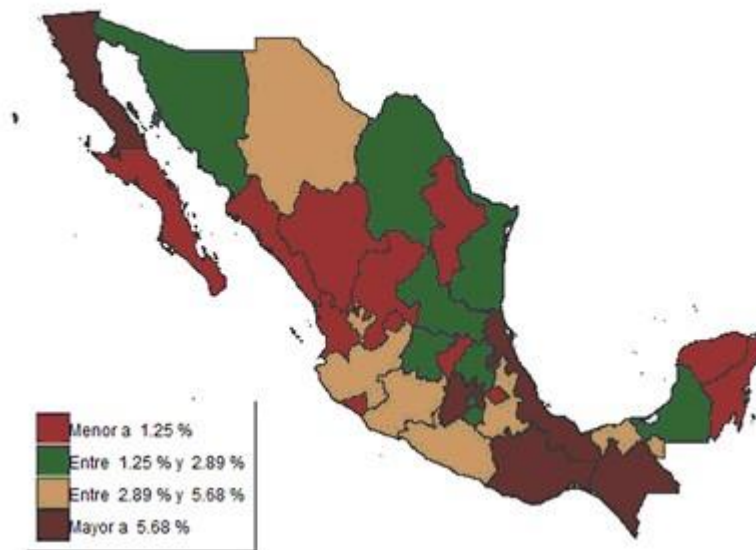 Menor a 1.25 %
Entre 1.25 % y 2.89 %
Entre 2.89 % y 5.68 %
Mayor a 5.68 %